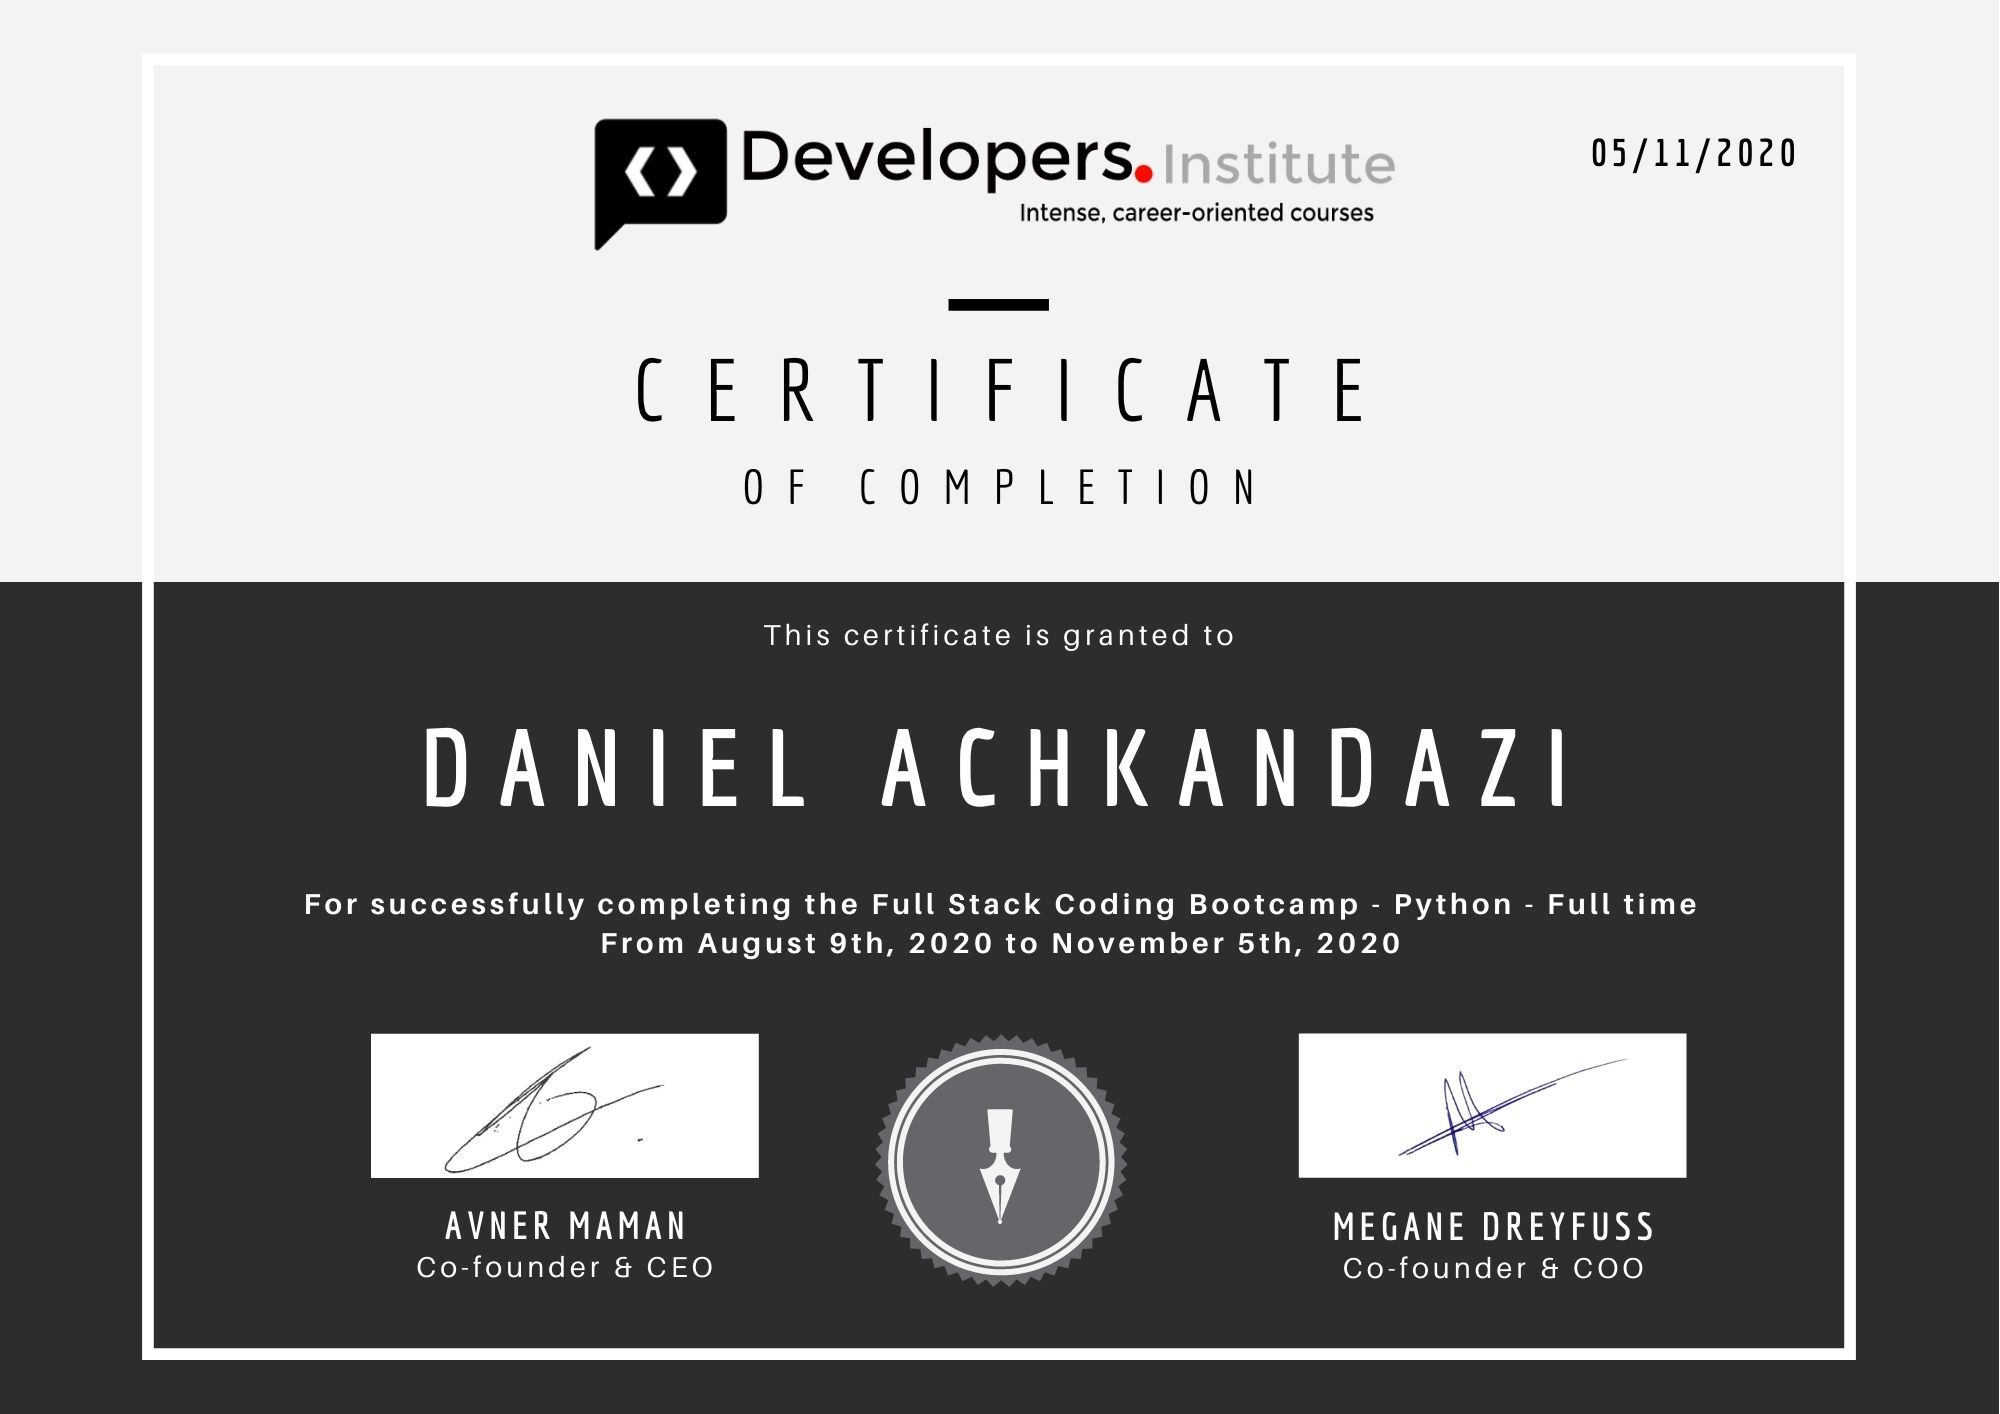 Developers.Institute
Intense, career-oriented courses
05/11/2020
CERTIFICATE
OF COMPLETION
This certificate is granted to
DANIEL ACHKANDAZI
For successfully completing the Full Stack Coding Bootcamp - Python - Full time
From August 9th, 2020 to November 5th, 2020
AVNER MAMAN
Co-founder & CEO
MEGANE DREYFUSS
Co-founder & COO